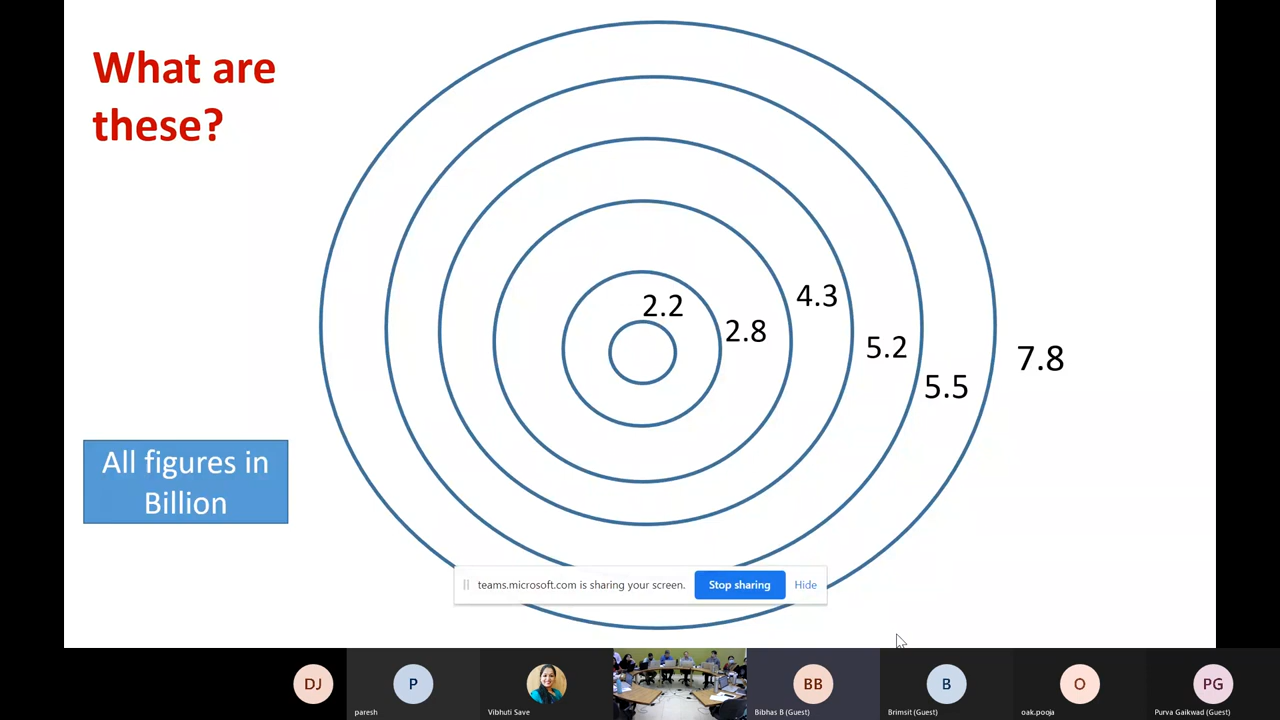 What are
these?
2.2
2.8
4.3
5.2
5.5
7.8
All figures in
Billion
teams.microsoft.com is sharing your screen.
Stop sharing
Hide
DJ
P
BB
B
O
PG
paresh
Vibhuti Save
Bibhas B (Guest)
Brimsit (Guest)
oak.pooja
Purva Gaikwad (Guest)